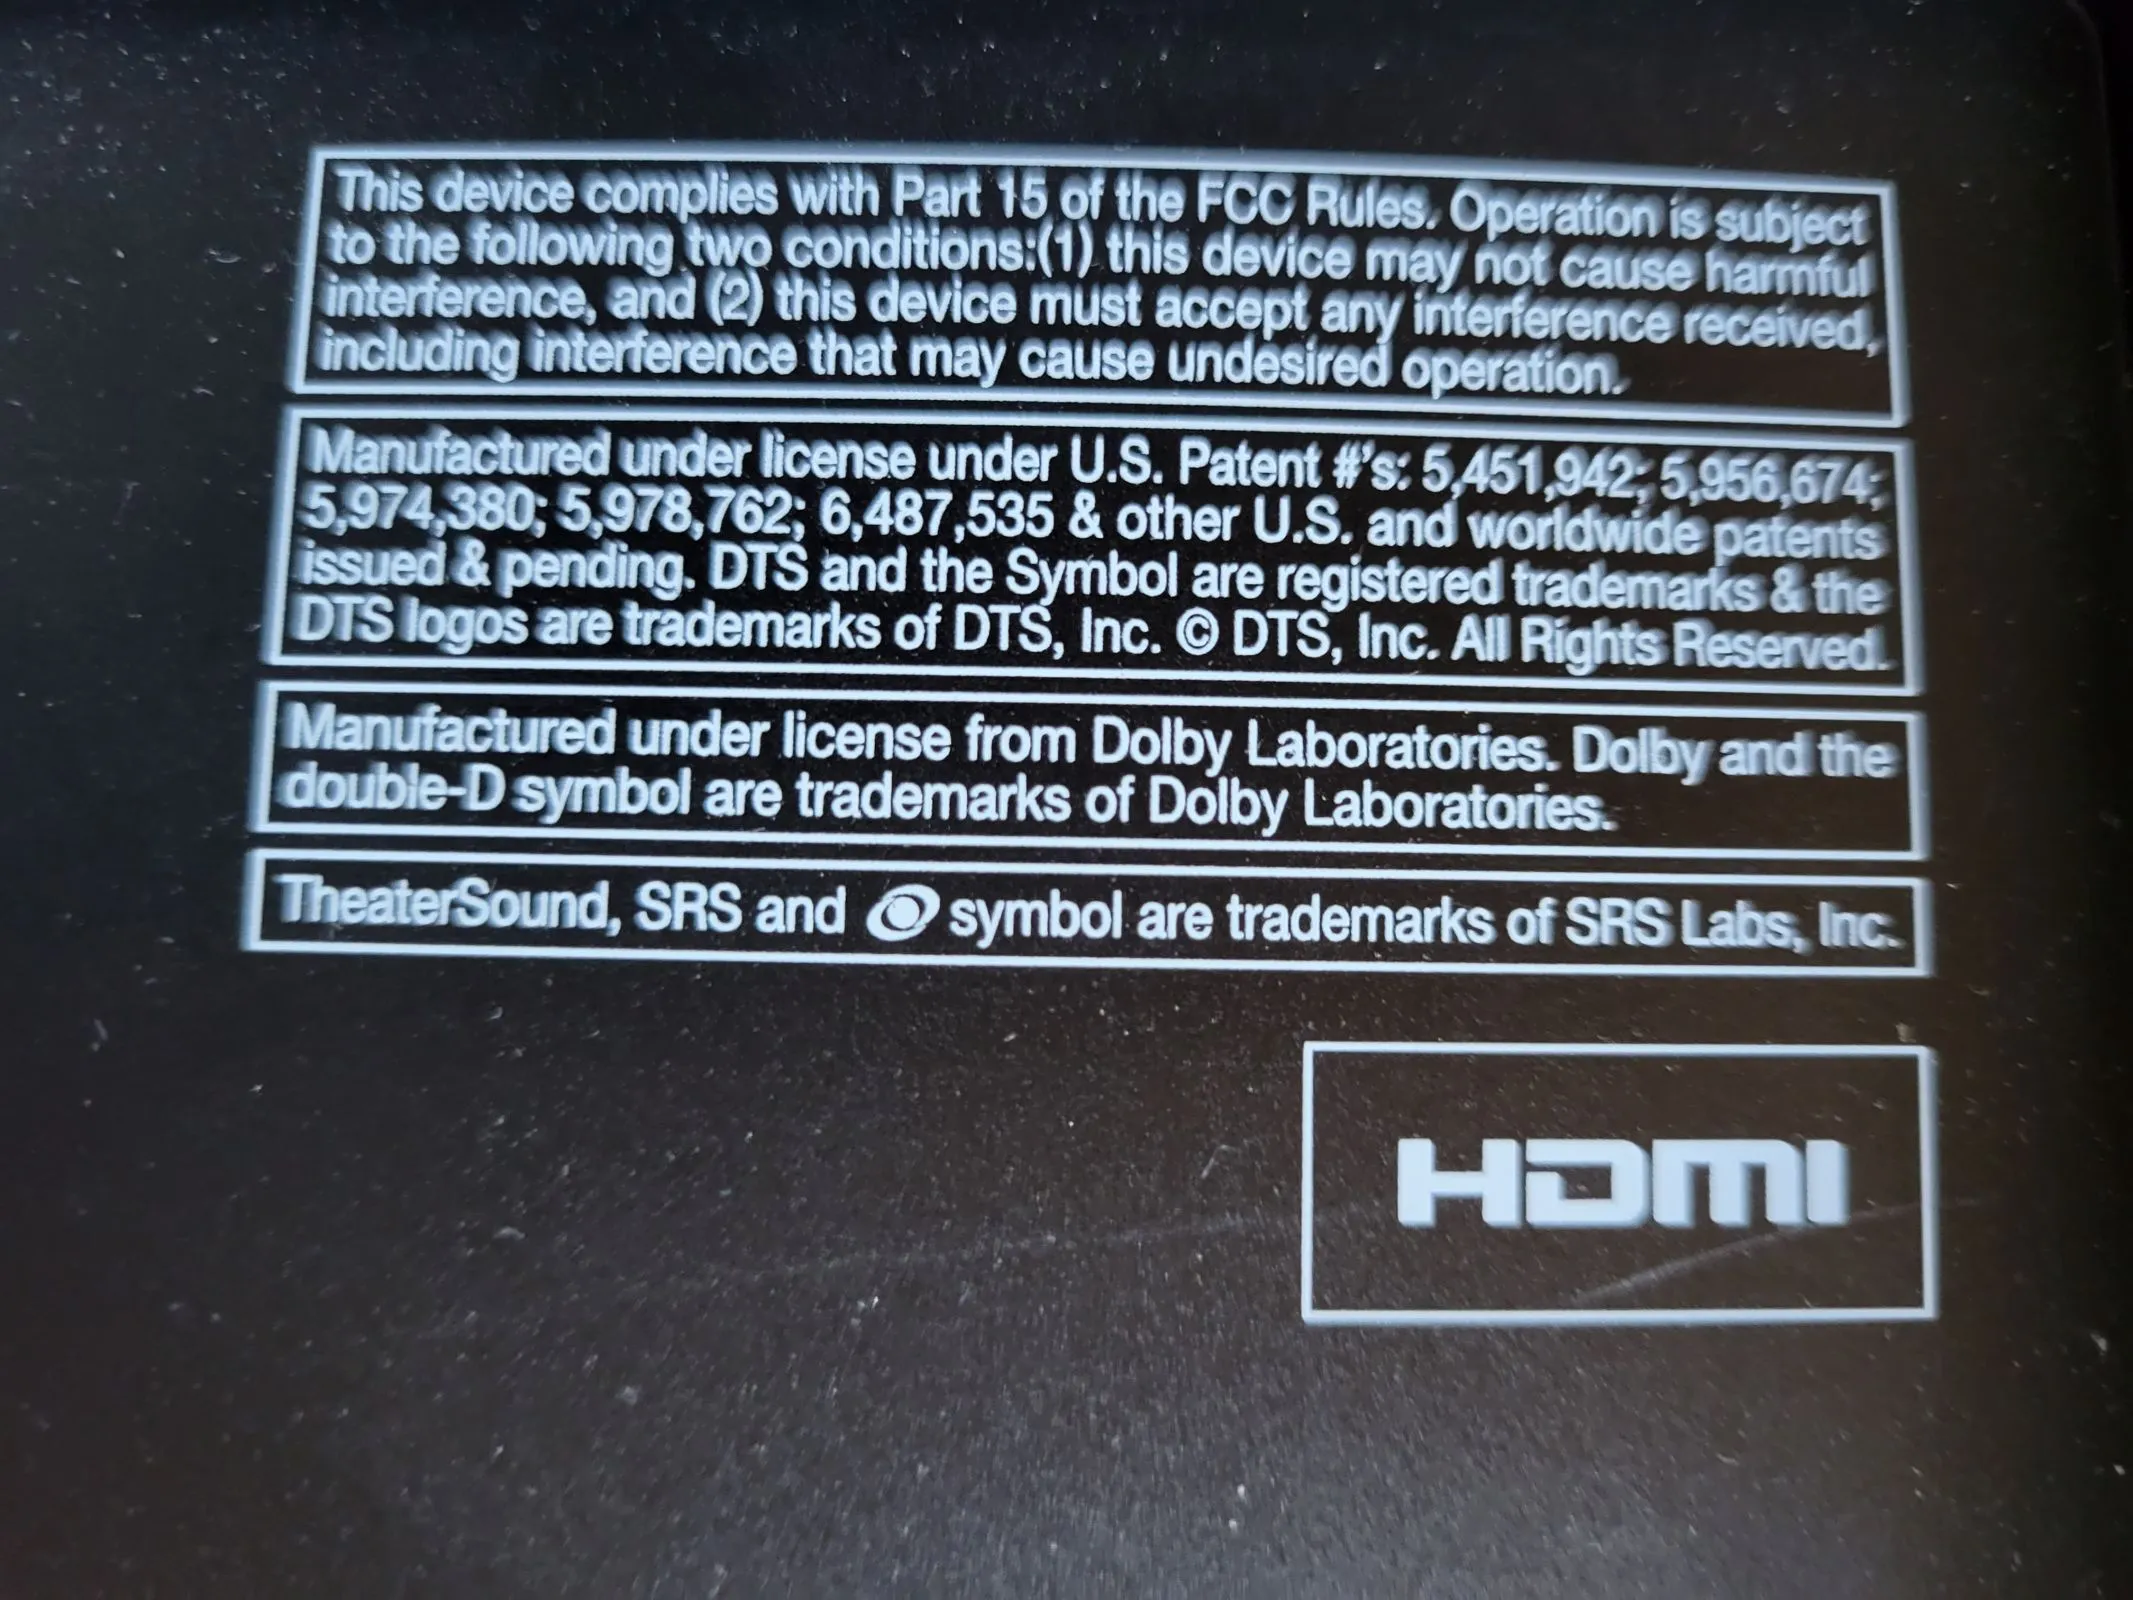 This device complies with Part 15 of the FCC Rules. Operation is subject
to the following two conditions:(1) this device may not cause harmful
interference, and (2) this device must accept any interference received,
including interference that may cause undesired operation.
Manufactured under license under U.S. Patent #'s: 5,451,942; 5,956,674;
5,974,380; 5,978,762; 6,487,535 & other U.S. and worldwide patents
issued & pending. DTS and the Symbol are registered trademarks & the
DTS logos are trademarks of DTS, Inc. © DTS, Inc. All Rights Reserved.
Manufactured under license from Dolby Laboratories. Dolby and the
double-D symbol are trademarks of Dolby Laboratories.
TheaterSound, SRS and symbol are trademarks of SRS Labs, Inc.
HDMI